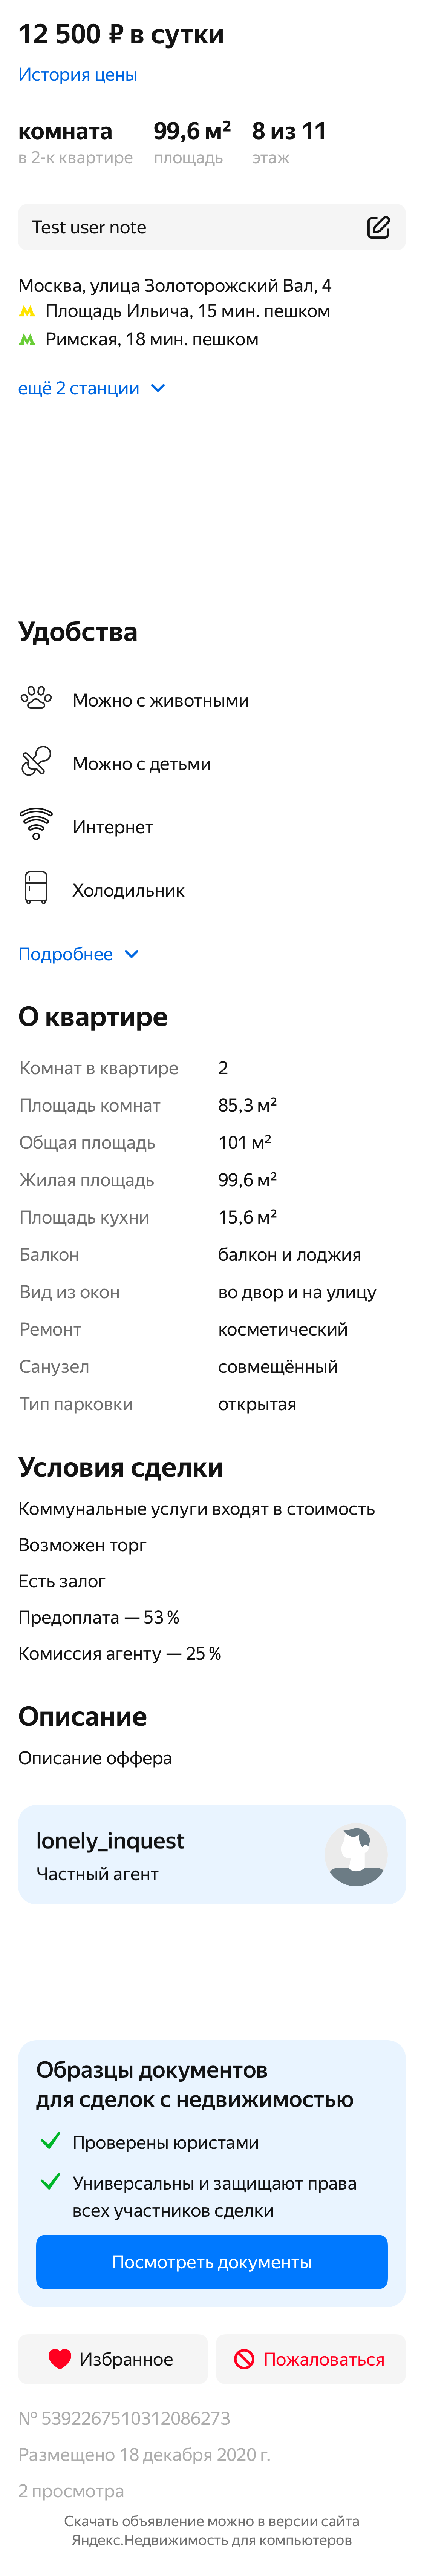 12 500 ₽ в сутки
История цены
комната 99,6 м² 8 из 11
в 2-к квартире площадь этаж
Test user note
Москва, улица Золоторожский Вал, 4
Площадь Ильича, 15 мин. пешком
Римская, 18 мин. пешком
ещё 2 станции
Удобства
Можно с животными
Можно с детьми
Интернет
Холодильник
Подробнее
О квартире
Комнат в квартире 2
Площадь комнат 85,3 м²
Общая площадь 101 м²
Жилая площадь 99,6 м²
Площадь кухни 15,6 м²
Балкон балкон и лоджия
Вид из окон во двор и на улицу
Ремонт косметический
Санузел совмещённый
Тип парковки открытая
Условия сделки
Коммунальные услуги входят в стоимость
Возможен торг
Есть залог
Предоплата — 53 %
Комиссия агенту — 25 %
Описание
Описание оффера
lonely_inquest
Частный агент
Образцы документов
для сделок с недвижимостью
Проверены юристами
Универсальны и защищают права
всех участников сделки
Посмотреть документы
Избранное Пожаловаться
№ 5392267510312086273
Размещено 18 декабря 2020 г.
2 просмотра
Скачать объявление можно в версии сайта
Яндекс.Недвижимость для компьютеров